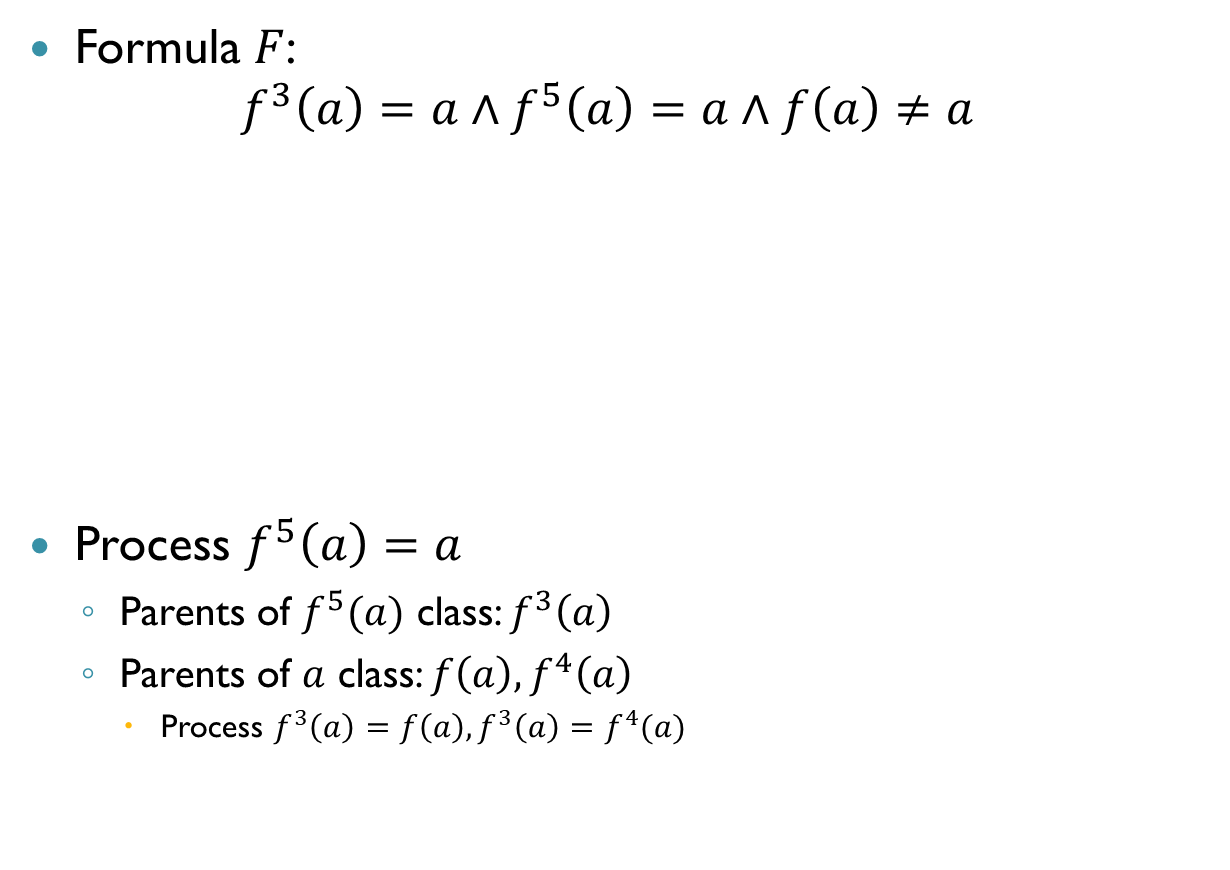 • Formula 𝐹:
𝑓³(𝑎) = 𝑎 ∧ 𝑓⁵(𝑎) = 𝑎 ∧ 𝑓(𝑎) ≠ 𝑎
• Process 𝑓⁵(𝑎) = 𝑎
◦ Parents of 𝑓⁵(𝑎) class: 𝑓³(𝑎)
◦ Parents of 𝑎 class: 𝑓(𝑎), 𝑓⁴(𝑎)
• Process 𝑓³(𝑎) = 𝑓(𝑎), 𝑓³(𝑎) = 𝑓⁴(𝑎)